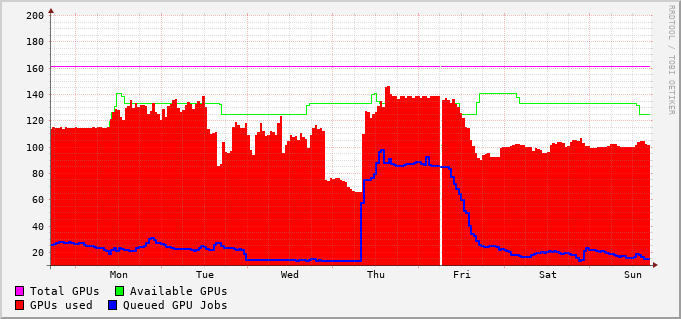 200
180
160
140
120
100
80
60
40
20
Mon Tue Wed Thu Fri Sat Sun
Total GPUs Available GPUs
GPUs used Queued GPU Jobs
RRDTOOL / TOBI OETIKER